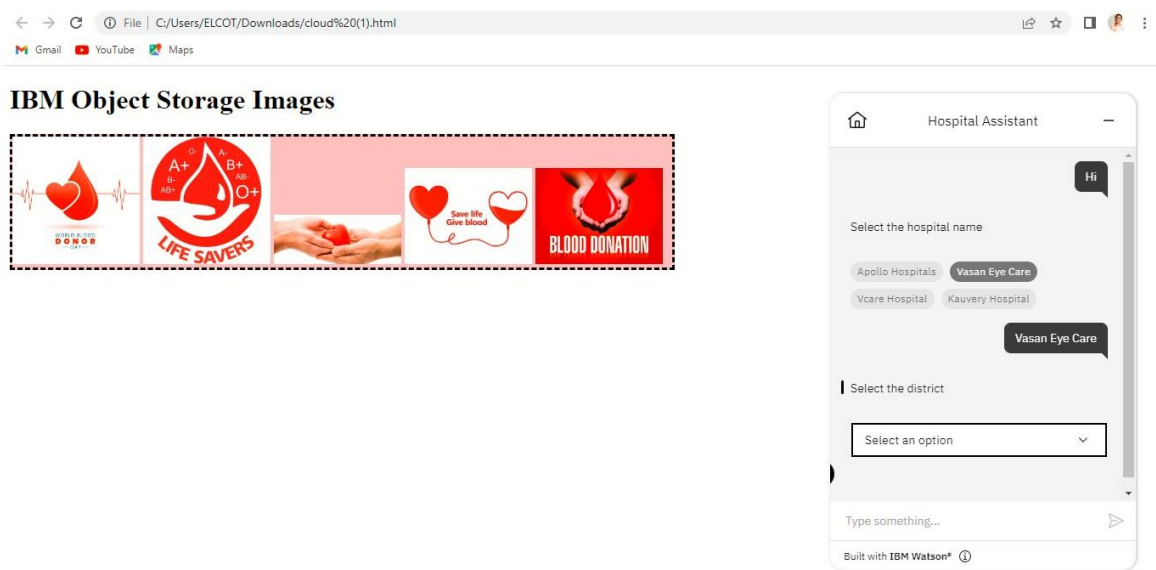 File C:/Users/ELCOT/Downloads/cloud%20(1).html
Gmail YouTube Maps
IBM Object Storage Images
WORLD BLOOD
DONOR
DAY
O- A-
A+ B+
B- AB-
AB+ O+
LIFE SAVERS
Save life
Give blood
BLOOD DONATION
Hospital Assistant
Hi
Select the hospital name
Apollo Hospitals Vasan Eye Care
Vcare Hospital Kauvery Hospital
Vasan Eye Care
Select the district
Select an option
Type something...
Built with IBM Watson®